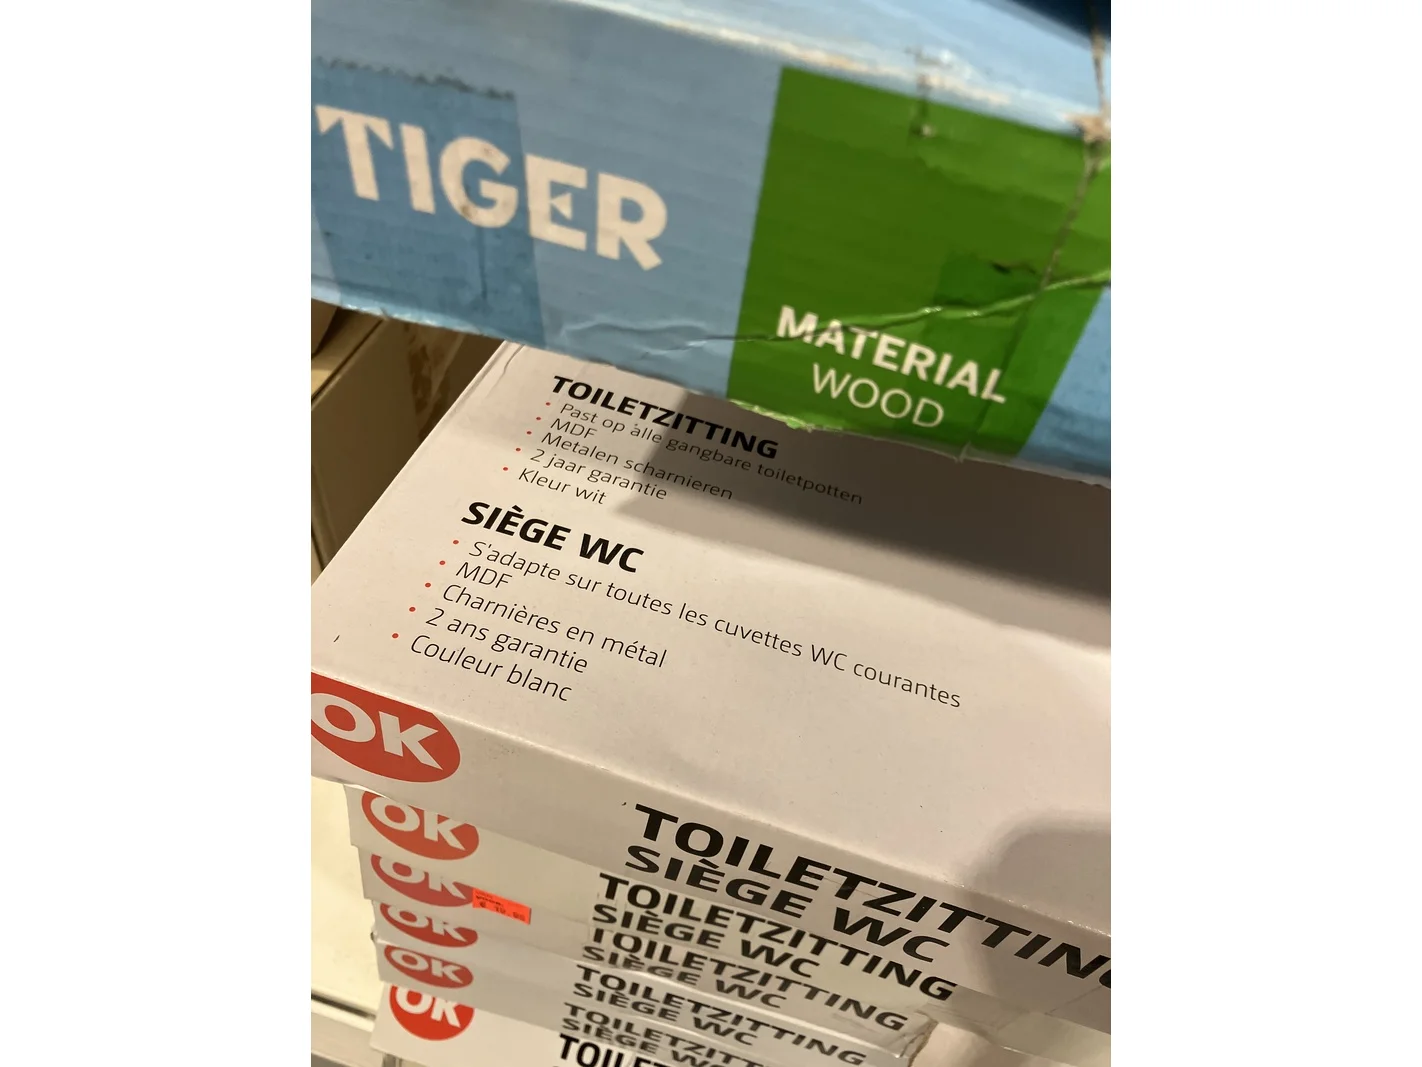 TIGER
MATERIAL
WOOD
TOILETZITTING
• Past op alle gangbare toiletpotten
• MDF
• Metalen scharnieren
• 2 jaar garantie
• Kleur wit
SIÈGE WC
• S'adapte sur toutes les cuvettes WC courantes
• MDF
• Charnières en métal
• 2 ans garantie
• Couleur blanc
OK
TOILETZITTING
SIÈGE WC
OK
TOILETZITTING
SIÈGE WC
OK
TOILETZITTING
SIÈGE WC
OK
TOILETZITTING
SIÈGE WC
OK
TOILETZITT
SIÈGE WC
OK